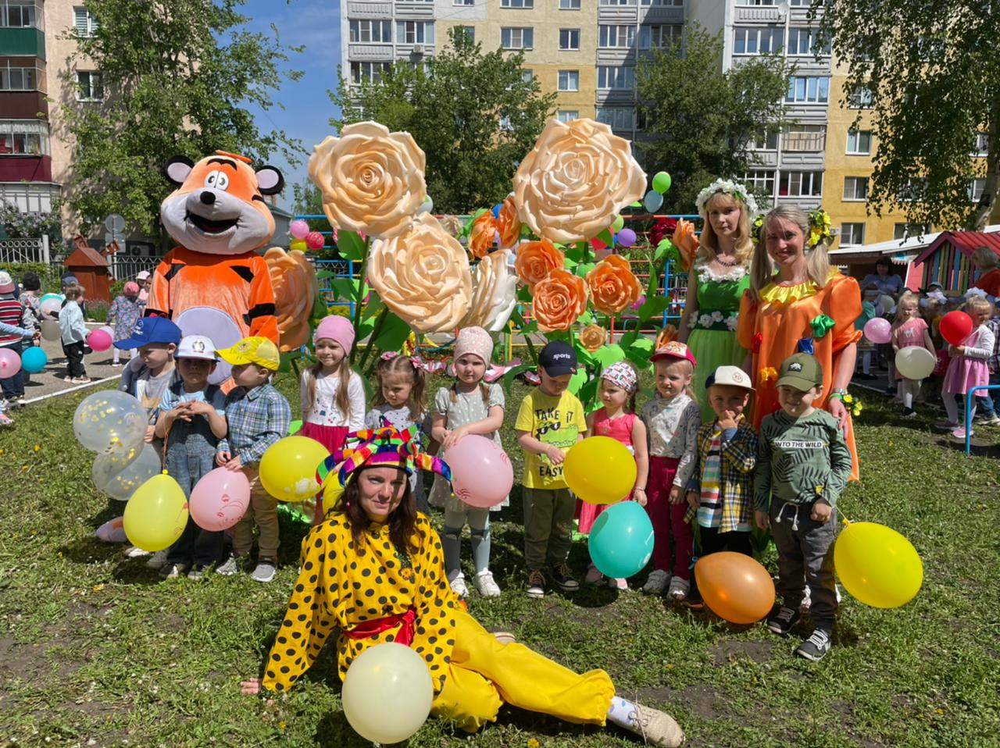 sports
TAKE IT
EASY
INTO THE WILD